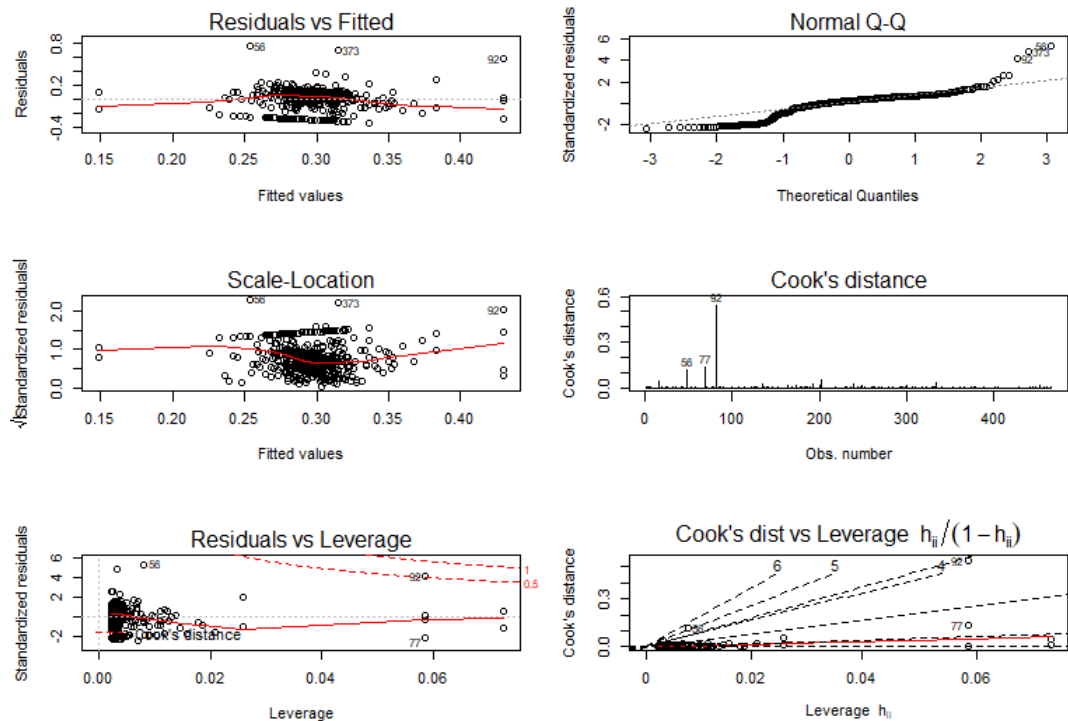 Residuals vs Fitted
Residuals
0.8
0.2
-0.4
56
373
92
0.15 0.20 0.25 0.30 0.35 0.40
Fitted values
Normal Q-Q
Standardized residuals
6
4
2
0
-2
56
373
92
-3 -2 -1 0 1 2 3
Theoretical Quantiles
Scale-Location
√|Standardized residuals|
2.0
1.0
0.0
56
373
92
0.15 0.20 0.25 0.30 0.35 0.40
Fitted values
Cook's distance
Cook's distance
0.6
0.3
0.0
56
77
92
0 100 200 300 400
Obs. number
Residuals vs Leverage
Standardized residuals
6
4
2
-2
56
92
77
1
0.5
Cook's distance
0.00 0.02 0.04 0.06
Leverage
Cook's dist vs Leverage h_ii/(1 − h_ii)
Cook's distance
0.3
0.0
6
5
4
92
77
0 0.02 0.04 0.06
Leverage h_ii